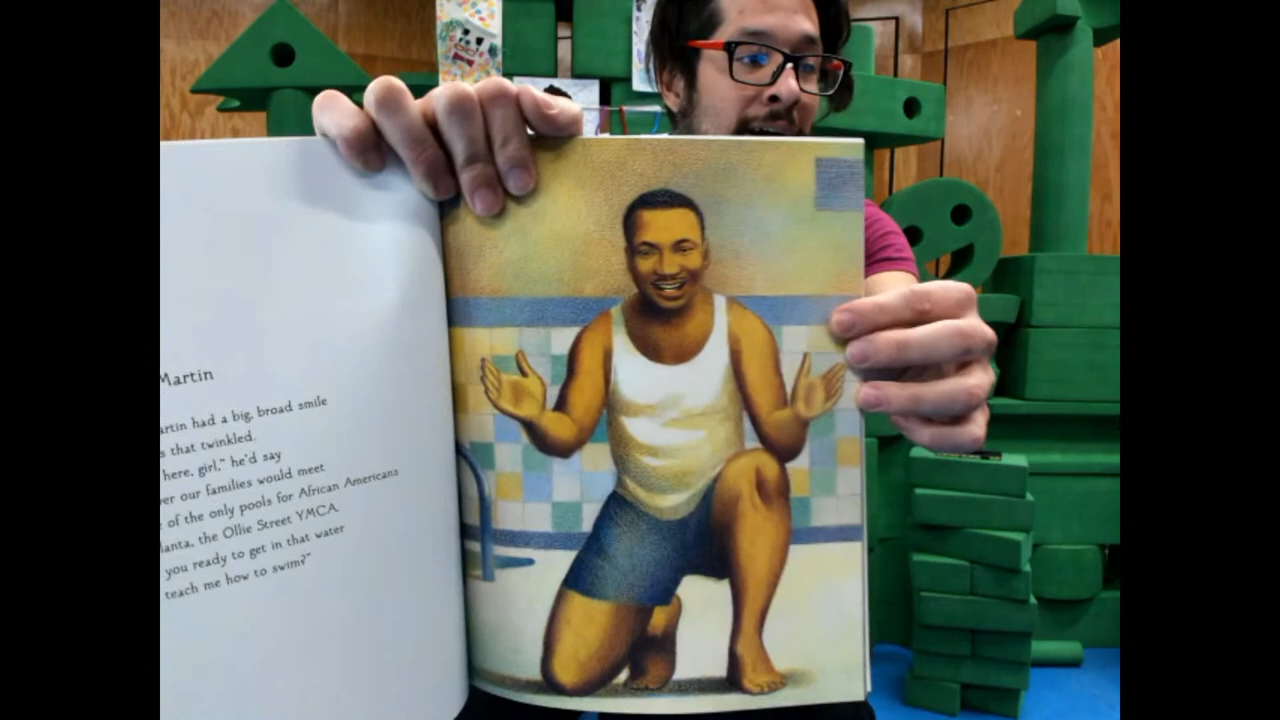 Martin
artin had a big, broad smile
s that twinkled.
here, girl," he'd say
er our families would meet
of the only pools for African Americans
lanta, the Ollie Street YMCA.
you ready to get in that water
teach me how to swim?"